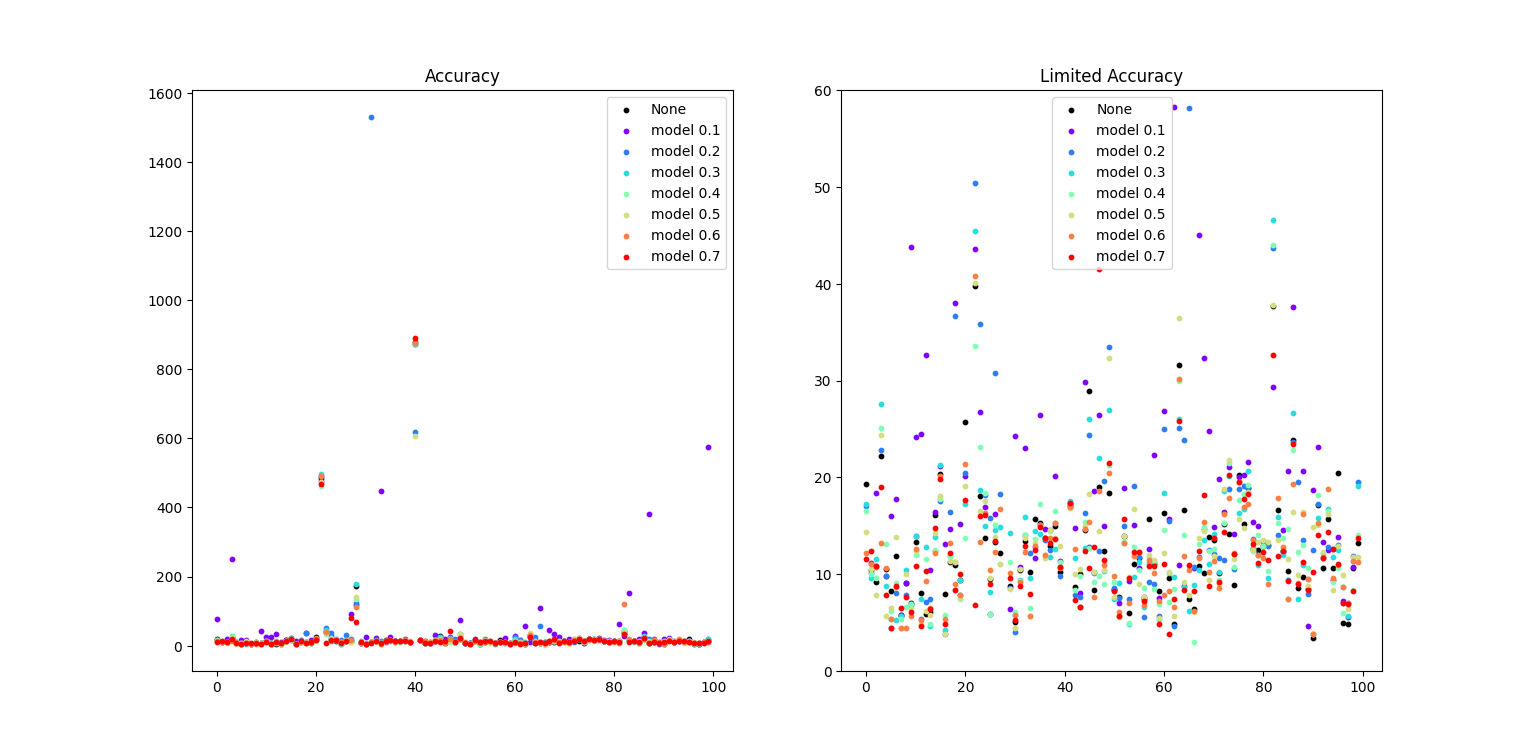 Accuracy
1600
1400
1200
1000
800
600
400
200
0
0 20 40 60 80 100
None
model 0.1
model 0.2
model 0.3
model 0.4
model 0.5
model 0.6
model 0.7
Limited Accuracy
60
50
40
30
20
10
0
0 20 40 60 80 100
None
model 0.1
model 0.2
model 0.3
model 0.4
model 0.5
model 0.6
model 0.7